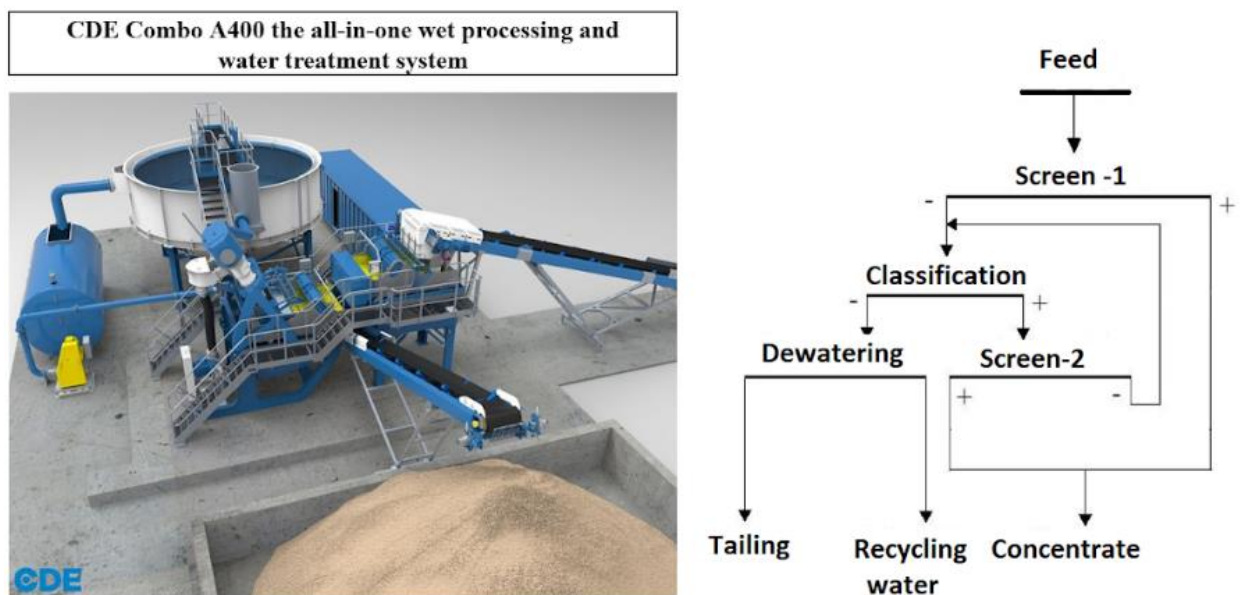 CDE Combo A400 the all-in-one wet processing and
water treatment system
CDE
Feed
Screen -1
- +
Classification
- +
Dewatering
Screen-2
+ -
Tailing
Recycling
water
Concentrate